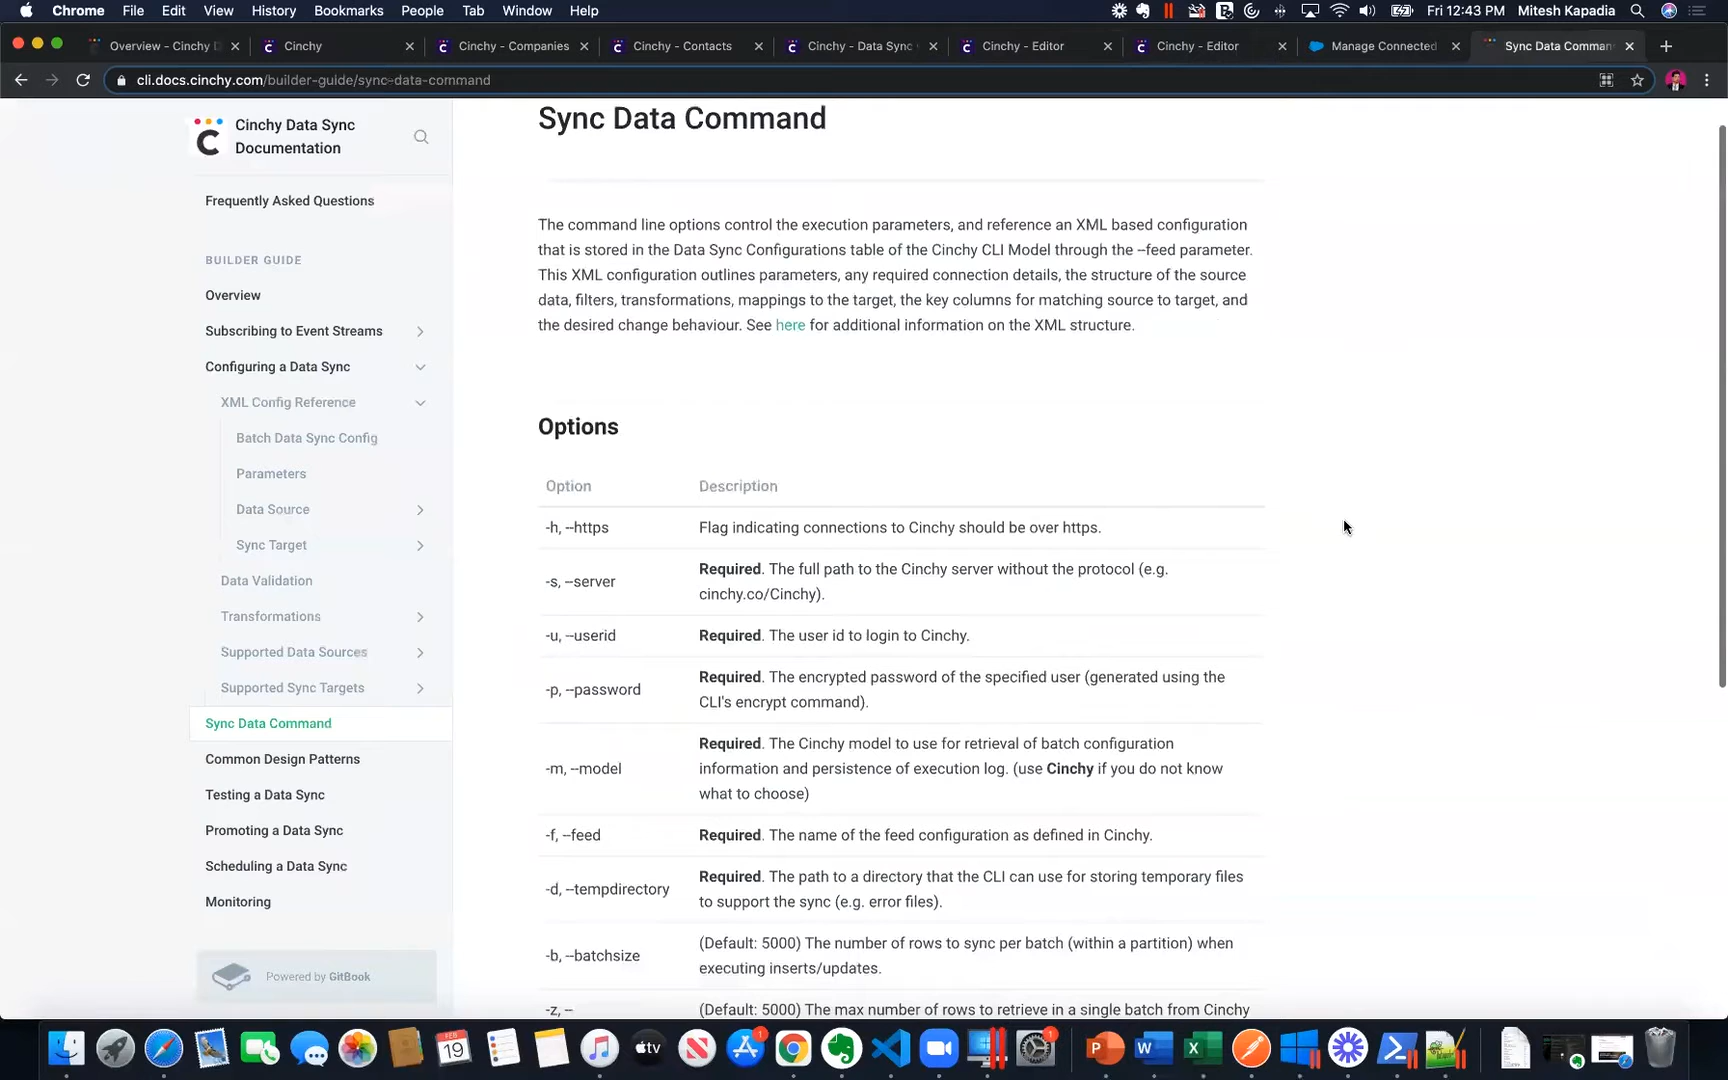 Chrome File Edit View History Bookmarks People Tab Window Help
Fri 12:43 PM Mitesh Kapadia
Overview - Cinchy D
Cinchy
Cinchy - Companies
Cinchy - Contacts
Cinchy - Data Sync
Cinchy - Editor
Cinchy - Editor
Manage Connected
Sync Data Comman
cli.docs.cinchy.com/builder-guide/sync-data-command
Cinchy Data Sync
Documentation
Frequently Asked Questions
BUILDER GUIDE
Overview
Subscribing to Event Streams
Configuring a Data Sync
XML Config Reference
Batch Data Sync Config
Parameters
Data Source
Sync Target
Data Validation
Transformations
Supported Data Sources
Supported Sync Targets
Sync Data Command
Common Design Patterns
Testing a Data Sync
Promoting a Data Sync
Scheduling a Data Sync
Monitoring
Powered by GitBook
Sync Data Command
The command line options control the execution parameters, and reference an XML based configuration
that is stored in the Data Sync Configurations table of the Cinchy CLI Model through the --feed parameter.
This XML configuration outlines parameters, any required connection details, the structure of the source
data, filters, transformations, mappings to the target, the key columns for matching source to target, and
the desired change behaviour. See here for additional information on the XML structure.
Options
Option Description
-h, --https Flag indicating connections to Cinchy should be over https.
-s, --server Required. The full path to the Cinchy server without the protocol (e.g.
cinchy.co/Cinchy).
-u, --userid Required. The user id to login to Cinchy.
-p, --password Required. The encrypted password of the specified user (generated using the
CLI's encrypt command).
-m, --model Required. The Cinchy model to use for retrieval of batch configuration
information and persistence of execution log. (use Cinchy if you do not know
what to choose)
-f, --feed Required. The name of the feed configuration as defined in Cinchy.
-d, --tempdirectory Required. The path to a directory that the CLI can use for storing temporary files
to support the sync (e.g. error files).
-b, --batchsize (Default: 5000) The number of rows to sync per batch (within a partition) when
executing inserts/updates.
-z, -- (Default: 5000) The max number of rows to retrieve in a single batch from Cinchy
FEB
19
tv
1
1